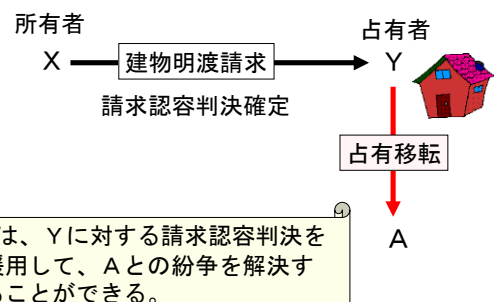 所有者
占有者
X
建物明渡請求
Y
請求認容判決確定
占有移転
A
は、Yに対する請求認容判決を
援用して、Aとの紛争を解決す
ることができる。